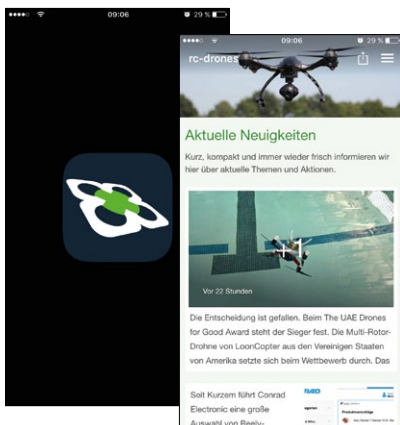 09:06
29 %
09:06
29 %
rc-drones
Aktuelle Neuigkeiten
Kurz, kompakt und immer wieder frisch informieren wir
hier über aktuelle Themen und Aktionen.
+1
Vor 22 Stunden
Die Entscheidung ist gefallen. Beim The UAE Drones
for Good Award steht der Sieger fest. Die Multi-Rotor-
Drohne von LoonCopter aus den Vereinigen Staaten
von Amerika setzte sich beim Wettbewerb durch. Das
Seit Kurzem führt Conrad
Electronic eine große
Auswahl von Reely-